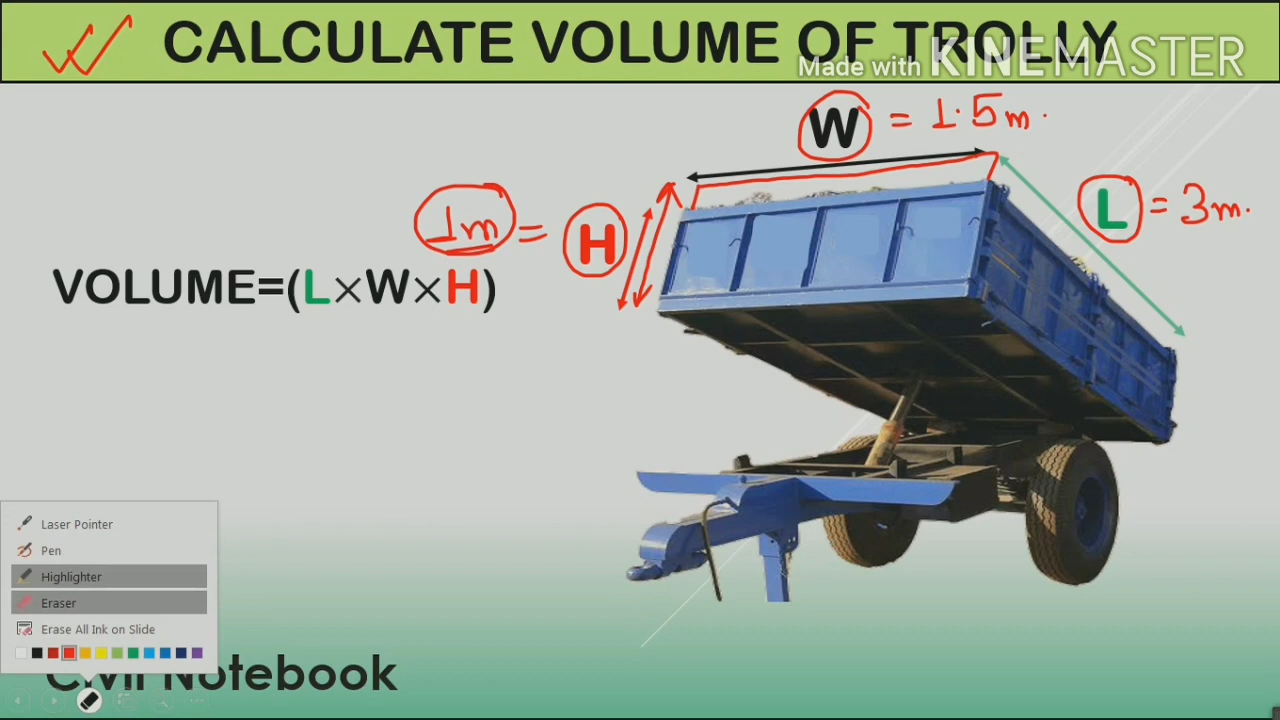 CALCULATE VOLUME OF TROLLY
Made with KINEMASTER
W = 1.5m.
1m = H
L = 3m.
VOLUME=(L×W×H)
Laser Pointer
Pen
Highlighter
Eraser
Erase All Ink on Slide
Civil Notebook